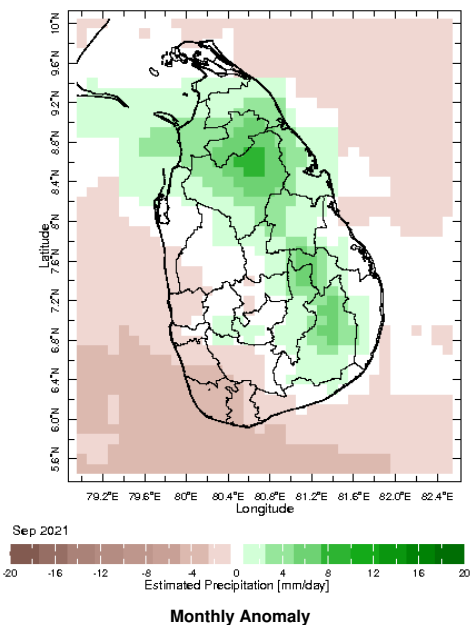 10°N
9.6°N
9.2°N
8.8°N
8.4°N
8°N
7.6°N
7.2°N
6.8°N
6.4°N
6.0°N
5.6°N
Latitude
79.2°E 79.6°E 80°E 80.4°E 80.8°E 81.2°E 81.6°E 82.0°E 82.4°E
Longitude
Sep 2021
-20 -16 -12 -8 -4 0 4 8 12 16 20
Estimated Precipitation [mm/day]
Monthly Anomaly